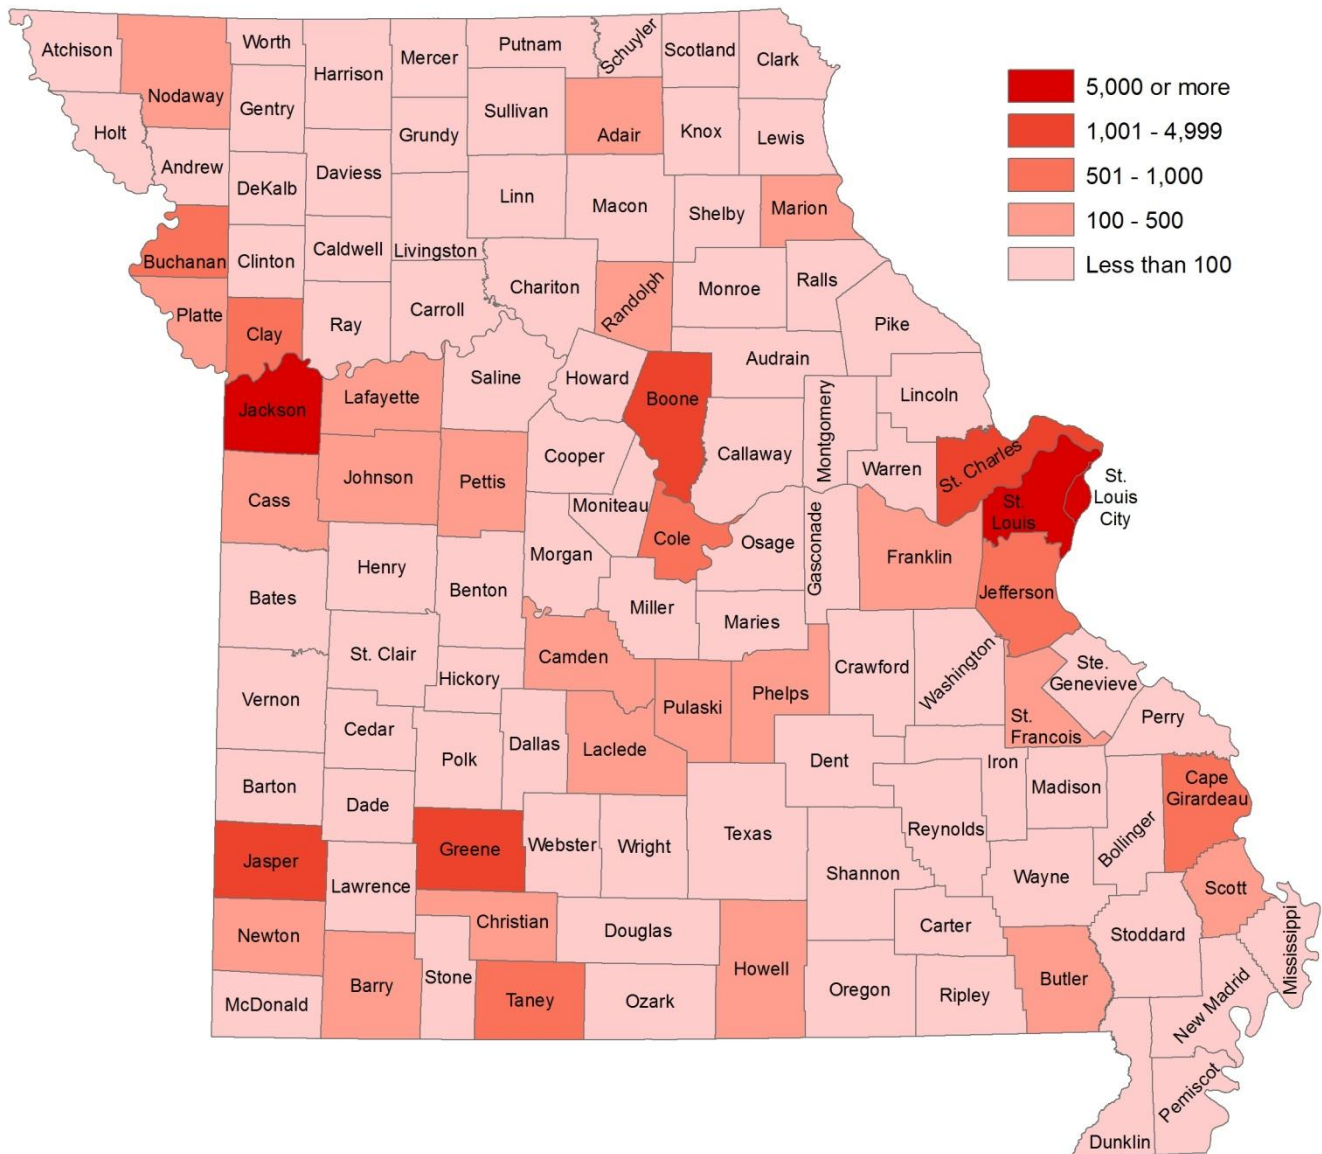 5,000 or more
1,001 - 4,999
501 - 1,000
100 - 500
Less than 100
Atchison
Nodaway
Worth
Harrison
Mercer
Putnam
Schuyler
Scotland
Clark
Holt
Gentry
Grundy
Sullivan
Adair
Knox
Lewis
Andrew
DeKalb
Daviess
Linn
Macon
Shelby
Marion
Buchanan
Clinton
Caldwell
Livingston
Chariton
Randolph
Monroe
Ralls
Pike
Platte
Clay
Ray
Carroll
Jackson
Lafayette
Saline
Howard
Boone
Audrain
Montgomery
Lincoln
Cass
Johnson
Pettis
Cooper
Moniteau
Callaway
Warren
St. Charles
St.
Louis
St.
Louis
City
Bates
Henry
Benton
Morgan
Cole
Osage
Gasconade
Franklin
Jefferson
Miller
Maries
Vernon
St. Clair
Hickory
Camden
Pulaski
Phelps
Crawford
Washington
Ste.
Genevieve
St.
Francois
Perry
Cedar
Polk
Dallas
Laclede
Dent
Iron
Madison
Bollinger
Cape
Girardeau
Barton
Dade
Jasper
Lawrence
Greene
Webster
Wright
Texas
Shannon
Reynolds
Wayne
Scott
Mississippi
Newton
Christian
Douglas
Howell
Carter
Butler
Stoddard
McDonald
Barry
Stone
Taney
Ozark
Oregon
Ripley
New Madrid
Pemiscot
Dunklin